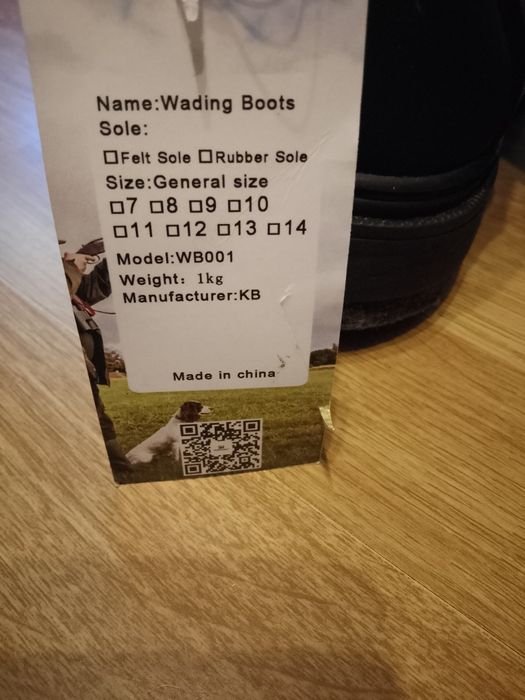 Name:Wading Boots
Sole:
□Felt Sole □Rubber Sole
Size:General size
□7 □8 □9 □10
□11 □12 □13 □14
Model:WB001
Weight: 1kg
Manufacturer:KB
Made in china